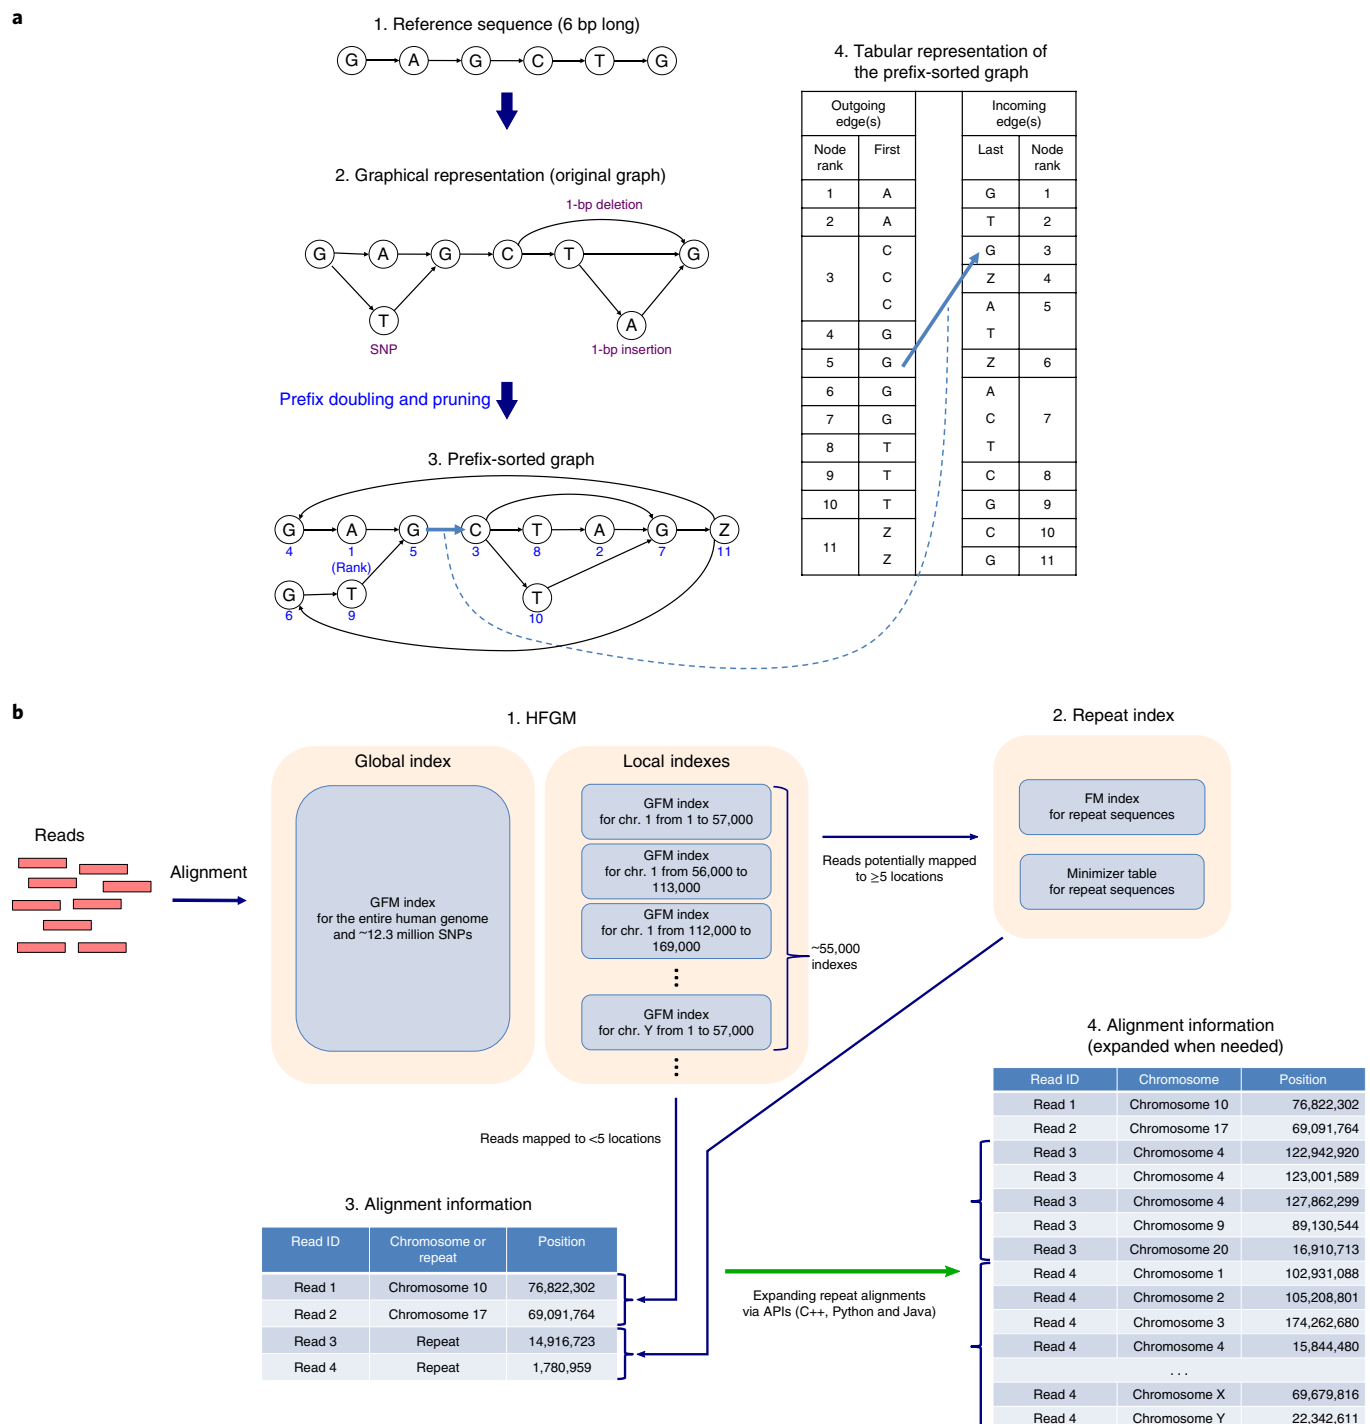 a
1. Reference sequence (6 bp long)
G A G C T G
2. Graphical representation (original graph)
1-bp deletion
G A G C T G
T
SNP
A
1-bp insertion
Prefix doubling and pruning
3. Prefix-sorted graph
G A G C T A G Z
4 1 5 3 8 2 7 11
(Rank)
G T T
6 9 10
4. Tabular representation of
the prefix-sorted graph
Outgoing
edge(s)
Incoming
edge(s)
Node
rank
First
Last
Node
rank
1 A G 1
2 A T 2
C G 3
3 C Z 4
C A 5
4 G T
5 G Z 6
6 G A
7 G C 7
8 T T
9 T C 8
10 T G 9
11 Z C 10
Z G 11
b
1. HFGM
Reads
Alignment
Global index
GFM index
for the entire human genome
and ~12.3 million SNPs
Local indexes
GFM index
for chr. 1 from 1 to 57,000
GFM index
for chr. 1 from 56,000 to
113,000
GFM index
for chr. 1 from 112,000 to
169,000
GFM index
for chr. Y from 1 to 57,000
~55,000
indexes
Reads potentially mapped
to ≥5 locations
2. Repeat index
FM index
for repeat sequences
Minimizer table
for repeat sequences
Reads mapped to <5 locations
3. Alignment information
Read ID Chromosome or
repeat Position
Read 1 Chromosome 10 76,822,302
Read 2 Chromosome 17 69,091,764
Read 3 Repeat 14,916,723
Read 4 Repeat 1,780,959
Expanding repeat alignments
via APIs (C++, Python and Java)
4. Alignment information
(expanded when needed)
Read ID Chromosome Position
Read 1 Chromosome 10 76,822,302
Read 2 Chromosome 17 69,091,764
Read 3 Chromosome 4 122,942,920
Read 3 Chromosome 4 123,001,589
Read 3 Chromosome 4 127,862,299
Read 3 Chromosome 9 89,130,544
Read 3 Chromosome 20 16,910,713
Read 4 Chromosome 1 102,931,088
Read 4 Chromosome 2 105,208,801
Read 4 Chromosome 3 174,262,680
Read 4 Chromosome 4 15,844,480
. . .
Read 4 Chromosome X 69,679,816
Read 4 Chromosome Y 22,342,611